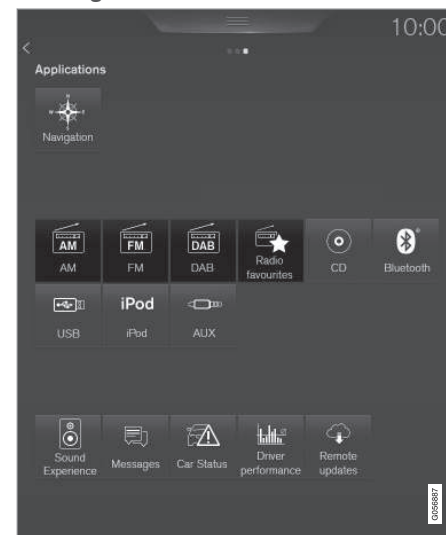 10:00
Applications
Navigation
AM
FM
DAB
AM
FM
DAB
Radio
favourites
CD
Bluetooth
iPod
USB
iPod
AUX
Sound
Experience
Messages
Car Status
Driver
performance
Remote
updates
G056887